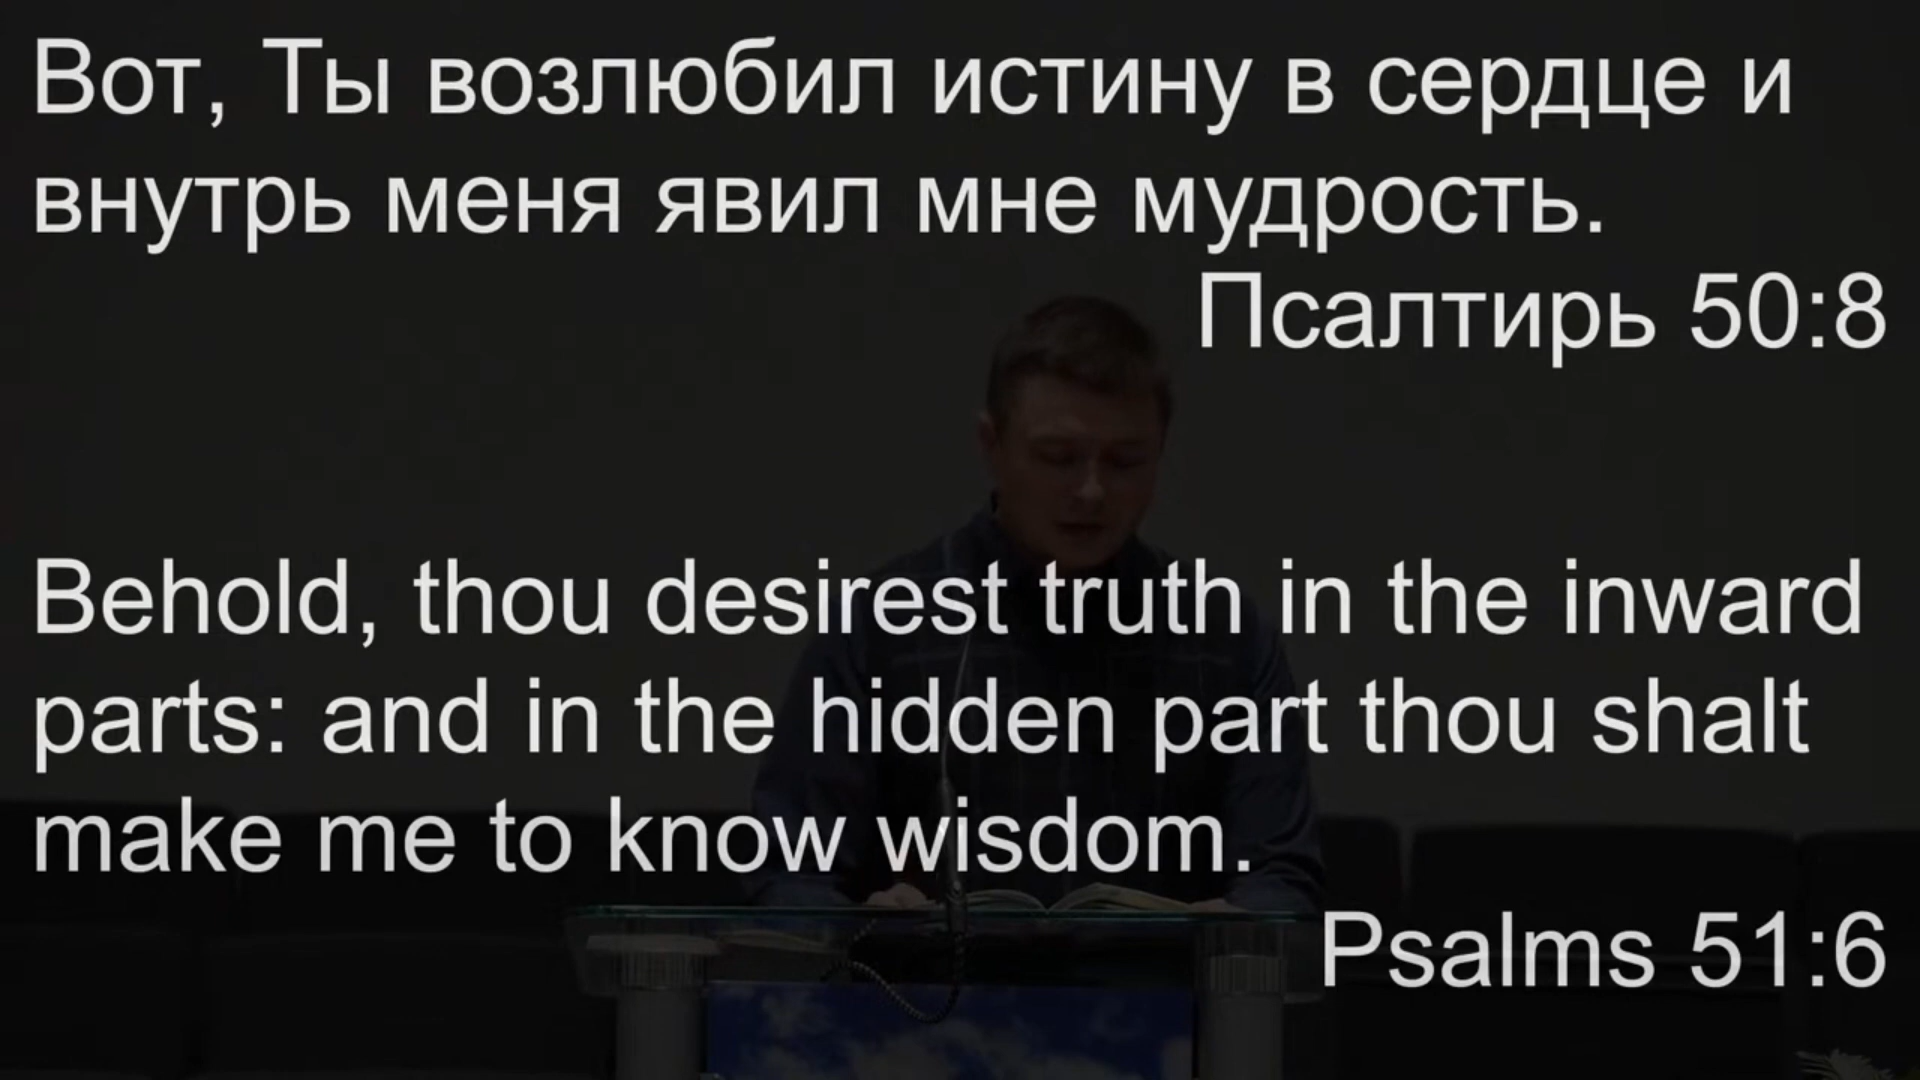 Вот, Ты возлюбил истину в сердце и
внутрь меня явил мне мудрость.
Псалтирь 50:8
Behold, thou desirest truth in the inward
parts: and in the hidden part thou shalt
make me to know wisdom.
Psalms 51:6